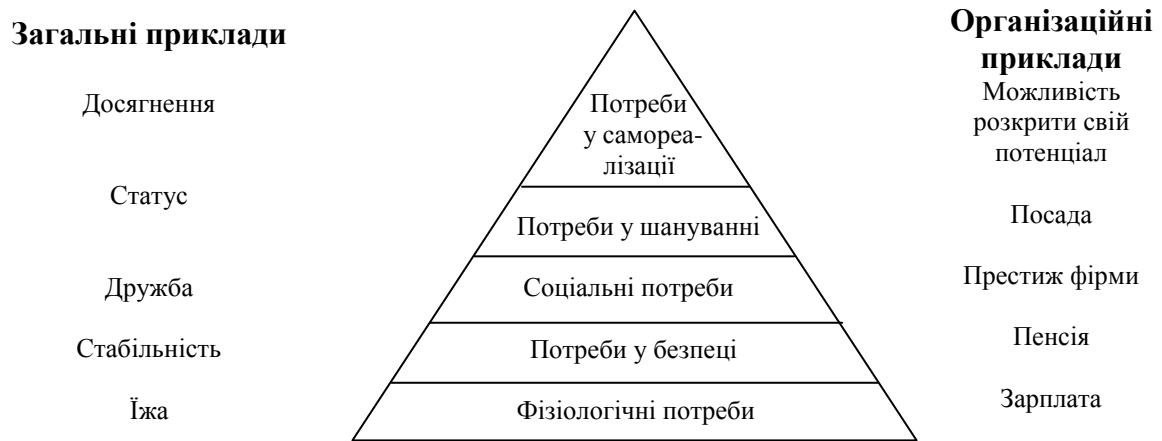 Загальні приклади
Досягнення
Статус
Дружба
Стабільність
Їжа
Потреби
у самореа-
лізації
Потреби у шануванні
Соціальні потреби
Потреби у безпеці
Фізіологічні потреби
Організаційні
приклади
Можливість
розкрити свій
потенціал
Посада
Престиж фірми
Пенсія
Зарплата